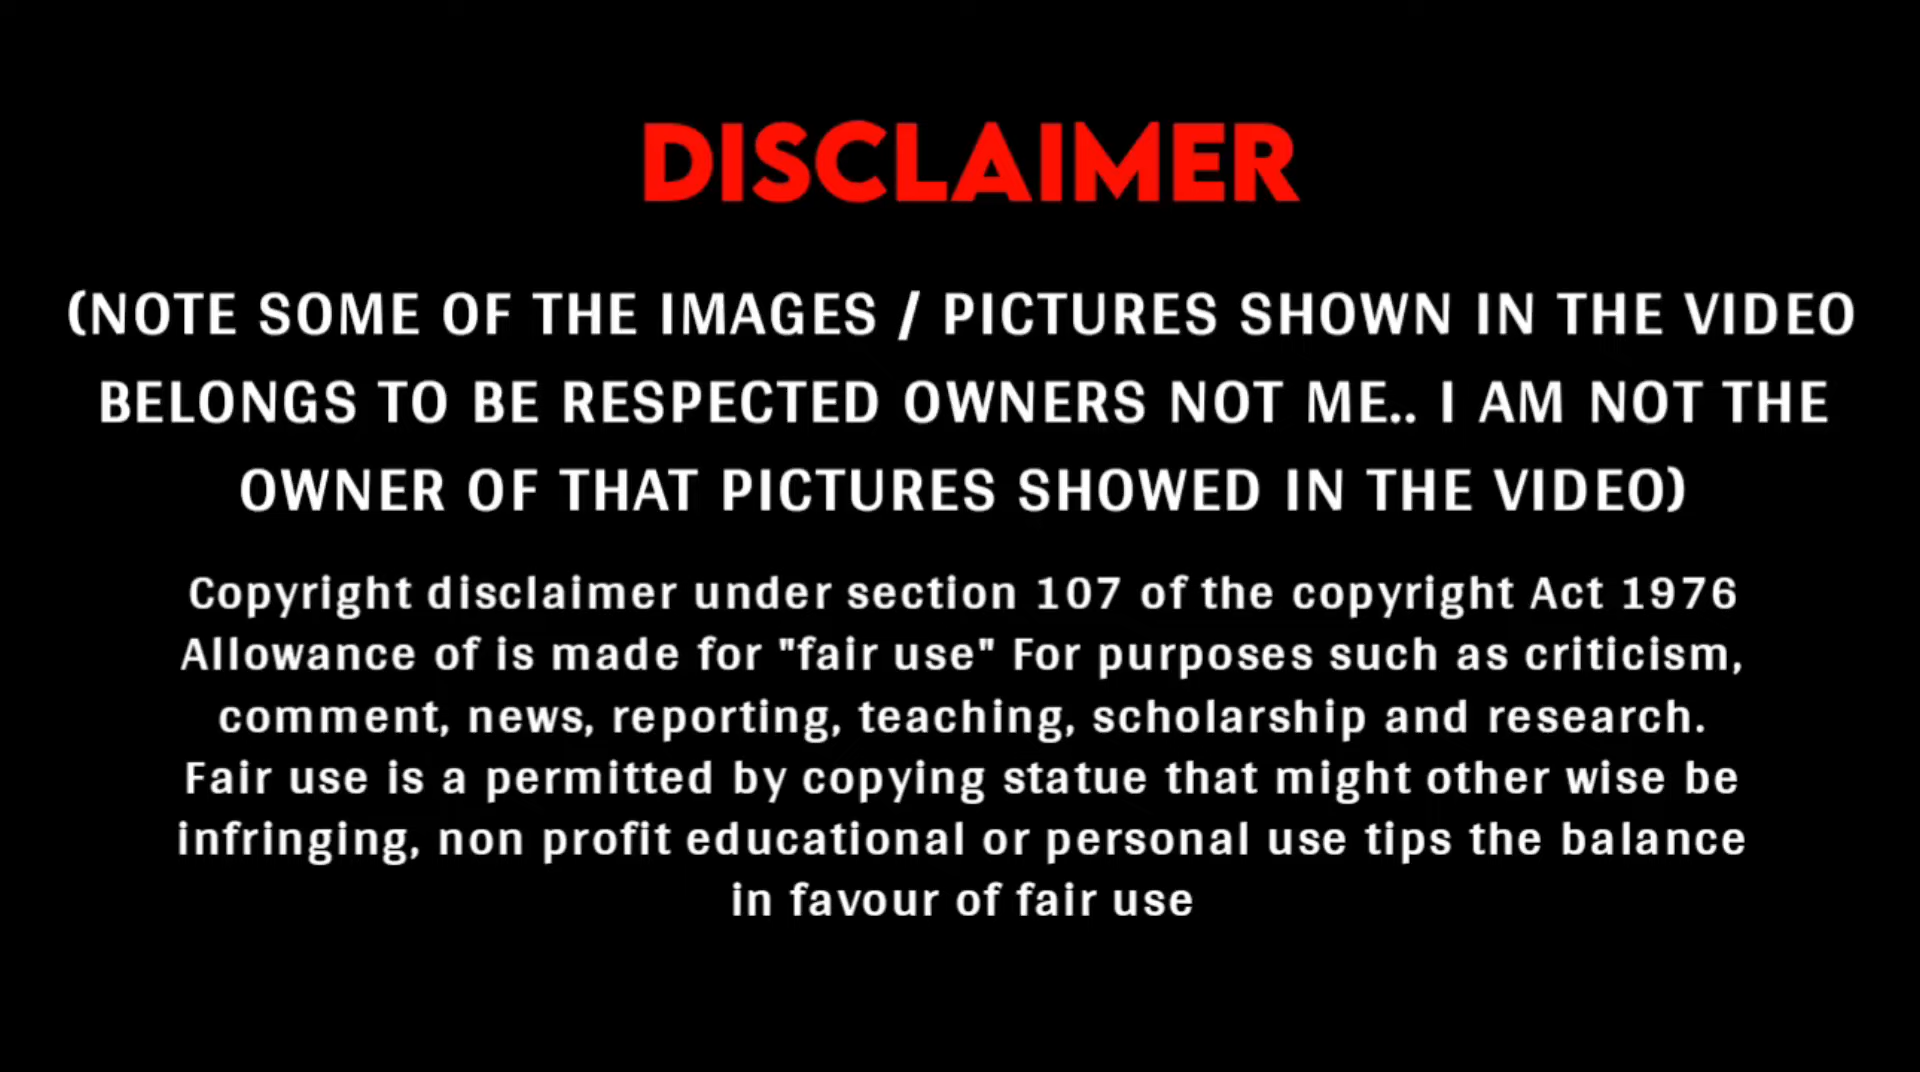 DISCLAIMER
(NOTE SOME OF THE IMAGES / PICTURES SHOWN IN THE VIDEO
BELONGS TO BE RESPECTED OWNERS NOT ME.. I AM NOT THE
OWNER OF THAT PICTURES SHOWED IN THE VIDEO)
Copyright disclaimer under section 107 of the copyright Act 1976
Allowance of is made for "fair use" For purposes such as criticism,
comment, news, reporting, teaching, scholarship and research.
Fair use is a permitted by copying statue that might other wise be
infringing, non profit educational or personal use tips the balance
in favour of fair use